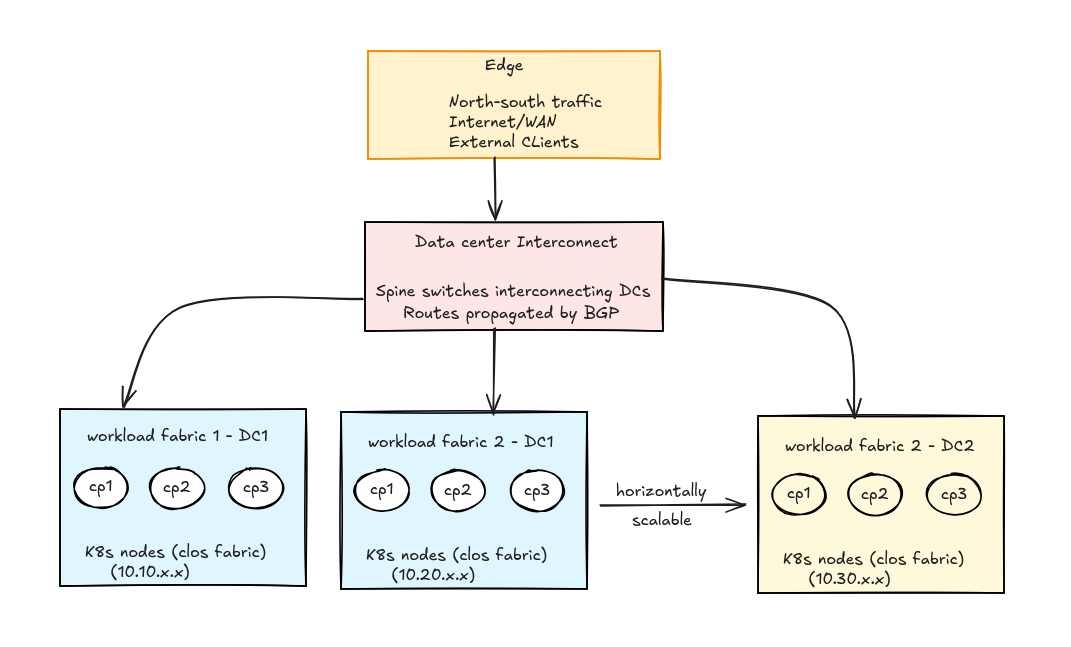 Edge
North-south traffic
Internet/WAN
External CLients
Data center Interconnect
Spine switches interconnecting DCs
Routes propagated by BGP
workload fabric 1 - DC1
cp1 cp2 cp3
K8s nodes (clos fabric)
(10.10.x.x)
workload fabric 2 - DC1
cp1 cp2 cp3
K8s nodes (clos fabric)
(10.20.x.x)
horizontally
scalable
workload fabric 2 - DC2
cp1 cp2 cp3
K8s nodes (clos fabric)
(10.30.x.x)